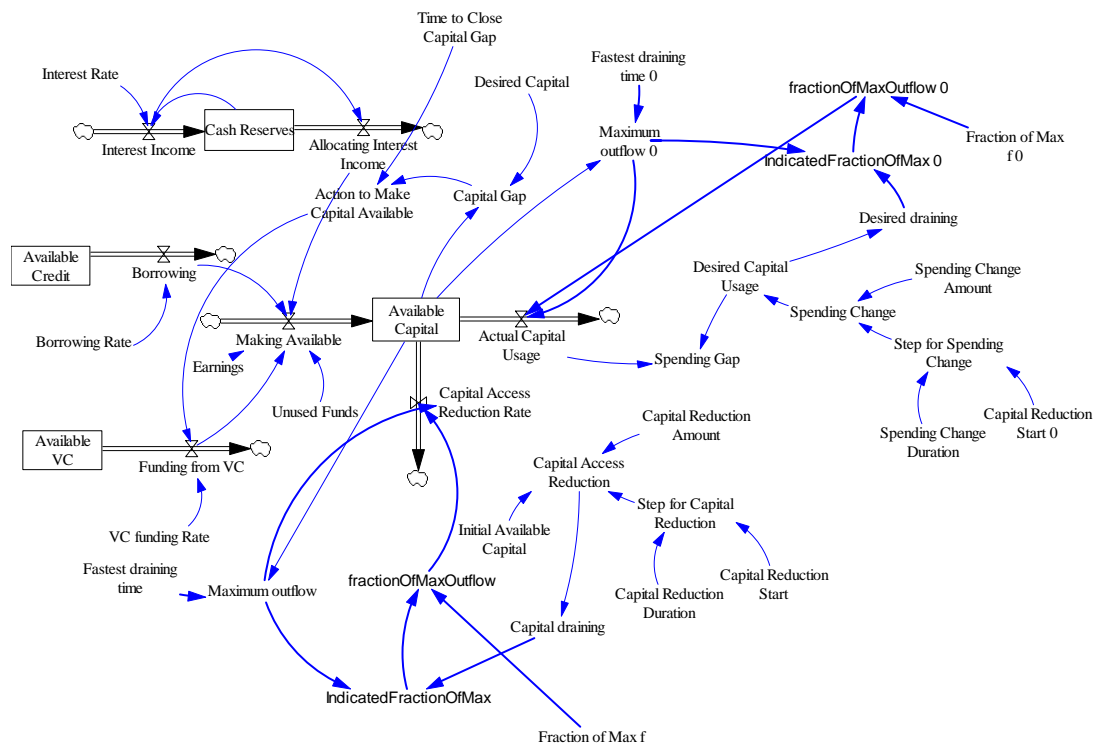 Time to Close
Capital Gap
Interest Rate
Cash Reserves
Interest Income
Allocating Interest
Income
Desired Capital
Fastest draining
time 0
Maximum
outflow 0
fractionOfMaxOutflow 0
Fraction of Max
f 0
IndicatedFractionOfMax 0
Action to Make
Capital Available
Capital Gap
Desired draining
Available
Credit
Borrowing
Borrowing Rate
Desired Capital
Usage
Spending Change
Amount
Spending Change
Available
Capital
Making Available
Earnings
Unused Funds
Actual Capital
Usage
Spending Gap
Step for Spending
Change
Spending Change
Duration
Capital Reduction
Start 0
Capital Access
Reduction Rate
Available
VC
Funding from VC
VC funding Rate
Capital Reduction
Amount
Capital Access
Reduction
Initial Available
Capital
Step for Capital
Reduction
Capital Reduction
Duration
Capital Reduction
Start
Fastest draining
time
Maximum outflow
fractionOfMaxOutflow
Capital draining
IndicatedFractionOfMax
Fraction of Max f